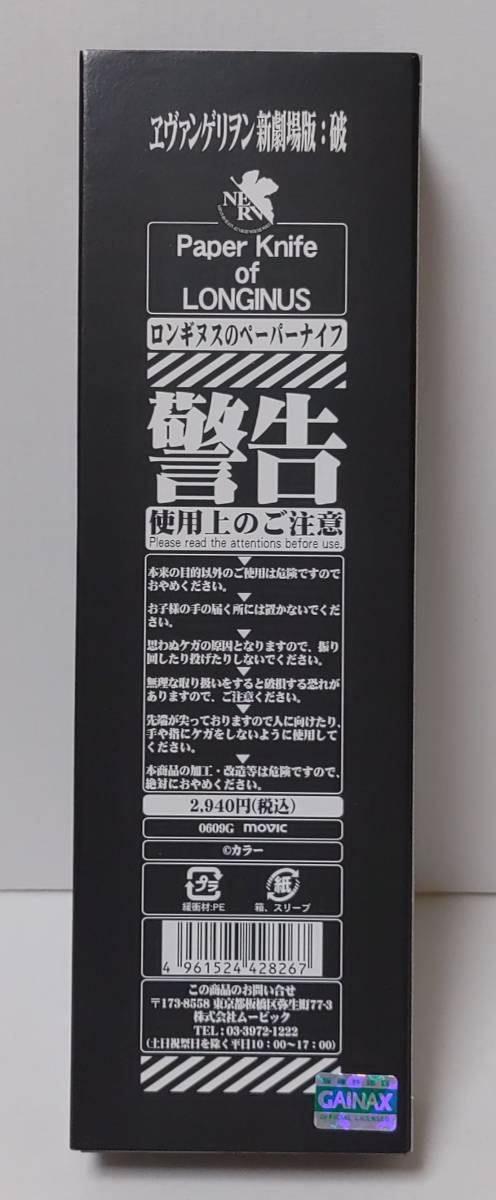 ヱヴァンゲリヲン新劇場版:破
NERV
Paper Knife
of
LONGINUS
ロンギヌスのペーパーナイフ
警告
使用上のご注意
Please read the attentions before use.
本来の目的以外のご使用は危険ですので
おやめください。
お子様の手の届く所には置かないでくだ
さい。
思わぬケガの原因となりますので、振り
回したり投げたりしないでください。
無理な取り扱いをすると破損する恐れが
ありますので、ご注意ください。
先端が尖っておりますので人に向けたり、
手や指にケガをしないように使用して
ください。
本商品の加工・改造等は危険ですので、
絶対におやめください。
2,940円(税込)
0609G movic
©カラー
プラ
緩衝材:PE
紙
箱、スリーブ
4 961524 428267
この商品のお問い合せ
〒173-8558 東京都板橋区弥生町77-3
株式会社ムービック
TEL:03-3972-1222
(土日祝祭日を除く平日10:00〜17:00)
GAINAX
OFFICIAL LICENSED